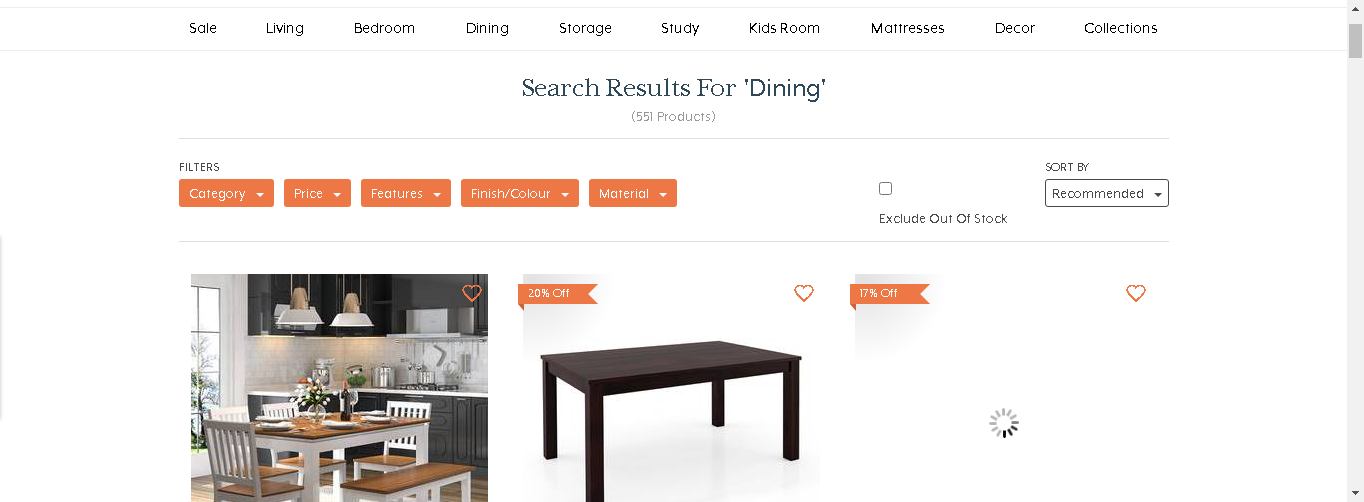 Sale Living Bedroom Dining Storage Study Kids Room Mattresses Decor Collections
Search Results For 'Dining'
(551 Products)
FILTERS
SORT BY
Category Price Features Finish/Colour Material
Recommended
Exclude Out Of Stock
20% Off
17% Off